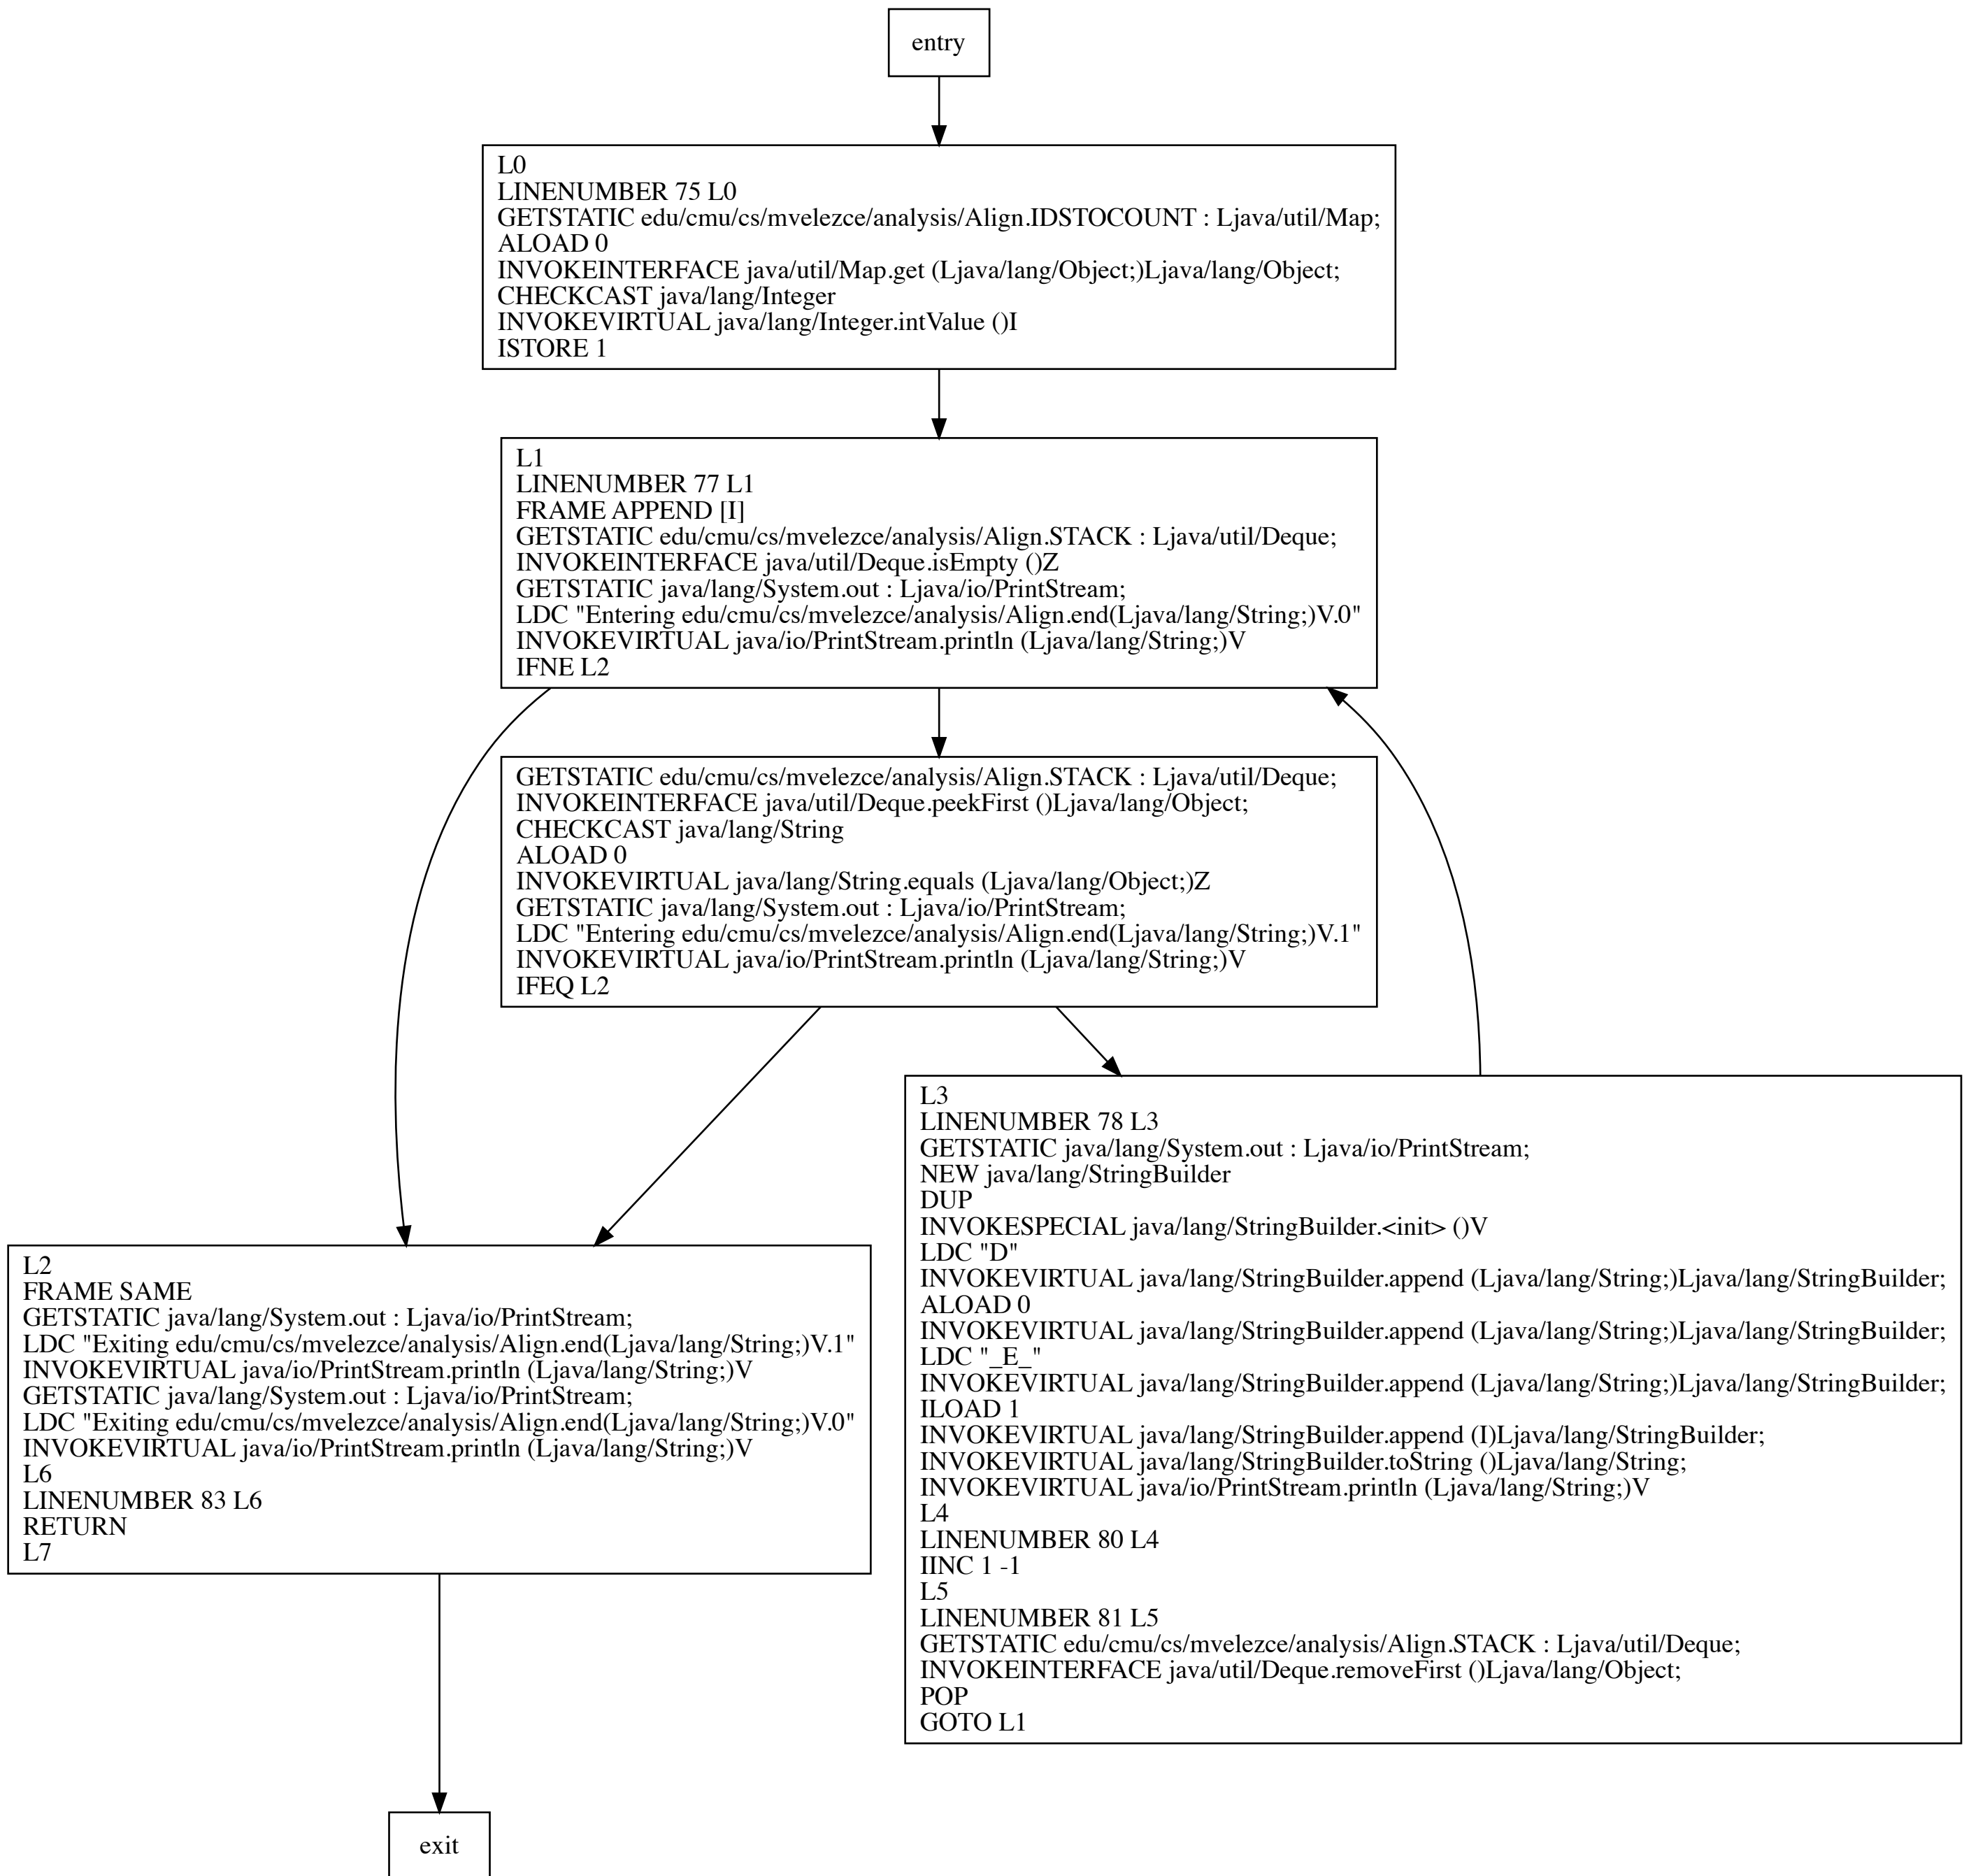 entry
L0
LINENUMBER 75 L0
GETSTATIC edu/cmu/cs/mvelezce/analysis/Align.IDSTOCOUNT : Ljava/util/Map;
ALOAD 0
INVOKEINTERFACE java/util/Map.get (Ljava/lang/Object;)Ljava/lang/Object;
CHECKCAST java/lang/Integer
INVOKEVIRTUAL java/lang/Integer.intValue ()I
ISTORE 1
L1
LINENUMBER 77 L1
FRAME APPEND [I]
GETSTATIC edu/cmu/cs/mvelezce/analysis/Align.STACK : Ljava/util/Deque;
INVOKEINTERFACE java/util/Deque.isEmpty ()Z
GETSTATIC java/lang/System.out : Ljava/io/PrintStream;
LDC "Entering edu/cmu/cs/mvelezce/analysis/Align.end(Ljava/lang/String;)V.0"
INVOKEVIRTUAL java/io/PrintStream.println (Ljava/lang/String;)V
IFNE L2
GETSTATIC edu/cmu/cs/mvelezce/analysis/Align.STACK : Ljava/util/Deque;
INVOKEINTERFACE java/util/Deque.peekFirst ()Ljava/lang/Object;
CHECKCAST java/lang/String
ALOAD 0
INVOKEVIRTUAL java/lang/String.equals (Ljava/lang/Object;)Z
GETSTATIC java/lang/System.out : Ljava/io/PrintStream;
LDC "Entering edu/cmu/cs/mvelezce/analysis/Align.end(Ljava/lang/String;)V.1"
INVOKEVIRTUAL java/io/PrintStream.println (Ljava/lang/String;)V
IFEQ L2
L3
LINENUMBER 78 L3
GETSTATIC java/lang/System.out : Ljava/io/PrintStream;
NEW java/lang/StringBuilder
DUP
INVOKESPECIAL java/lang/StringBuilder.<init> ()V
LDC "D"
INVOKEVIRTUAL java/lang/StringBuilder.append (Ljava/lang/String;)Ljava/lang/StringBuilder;
ALOAD 0
INVOKEVIRTUAL java/lang/StringBuilder.append (Ljava/lang/String;)Ljava/lang/StringBuilder;
LDC "_E_"
INVOKEVIRTUAL java/lang/StringBuilder.append (Ljava/lang/String;)Ljava/lang/StringBuilder;
ILOAD 1
INVOKEVIRTUAL java/lang/StringBuilder.append (I)Ljava/lang/StringBuilder;
INVOKEVIRTUAL java/lang/StringBuilder.toString ()Ljava/lang/String;
INVOKEVIRTUAL java/io/PrintStream.println (Ljava/lang/String;)V
L4
LINENUMBER 80 L4
IINC 1 -1
L5
LINENUMBER 81 L5
GETSTATIC edu/cmu/cs/mvelezce/analysis/Align.STACK : Ljava/util/Deque;
INVOKEINTERFACE java/util/Deque.removeFirst ()Ljava/lang/Object;
POP
GOTO L1
L2
FRAME SAME
GETSTATIC java/lang/System.out : Ljava/io/PrintStream;
LDC "Exiting edu/cmu/cs/mvelezce/analysis/Align.end(Ljava/lang/String;)V.1"
INVOKEVIRTUAL java/io/PrintStream.println (Ljava/lang/String;)V
GETSTATIC java/lang/System.out : Ljava/io/PrintStream;
LDC "Exiting edu/cmu/cs/mvelezce/analysis/Align.end(Ljava/lang/String;)V.0"
INVOKEVIRTUAL java/io/PrintStream.println (Ljava/lang/String;)V
L6
LINENUMBER 83 L6
RETURN
L7
exit